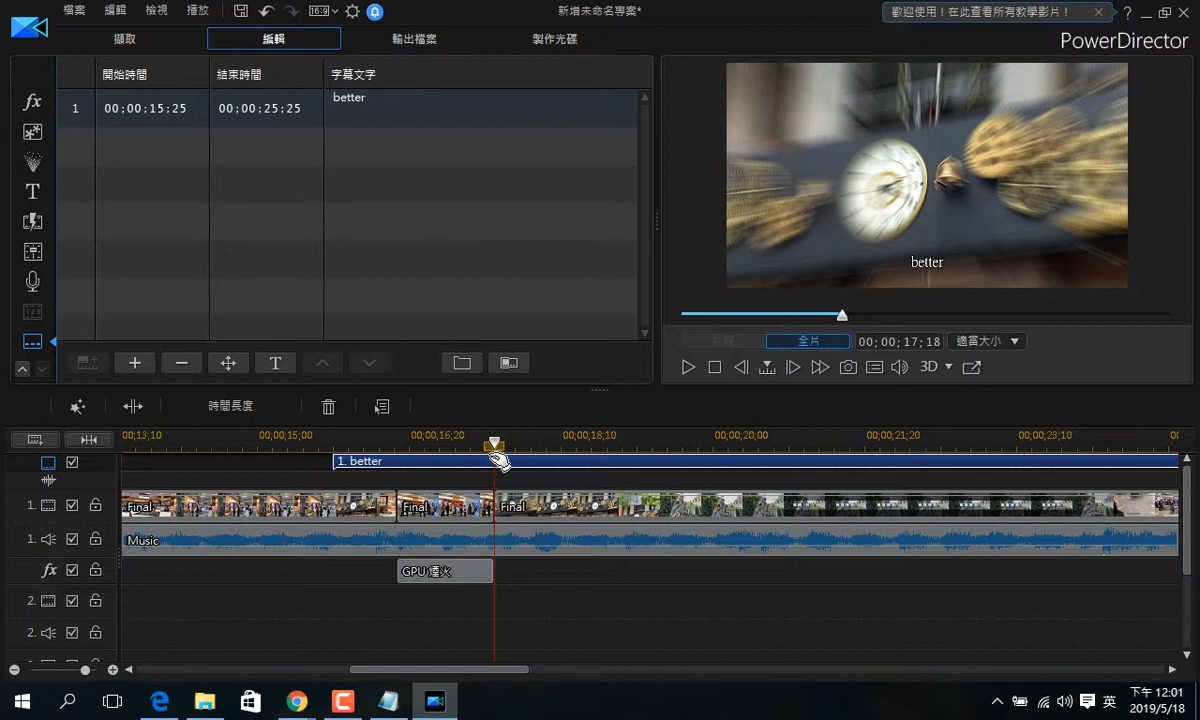 檔案 編輯 檢視 播放
16:9
新增未命名專案*
歡迎使用！在此查看所有教學影片！
?
PowerDirector
擷取 編輯 輸出檔案 製作光碟
開始時間 結束時間 字幕文字
1 00;00;15;25 00;00;25;25 better
better
fx
T
T
全片 00;00;17;18 適當大小
3D
時間長度
00;00;13;10 00;00;15;00 00;00;16;20 00;00;18;10 00;00;20;00 00;00;21;20 00;00;23;10 00
1. better
1. Final Final Final
1. Music
fx GPU 煙火
2.
2.
英
下午 12:01
2019/5/18